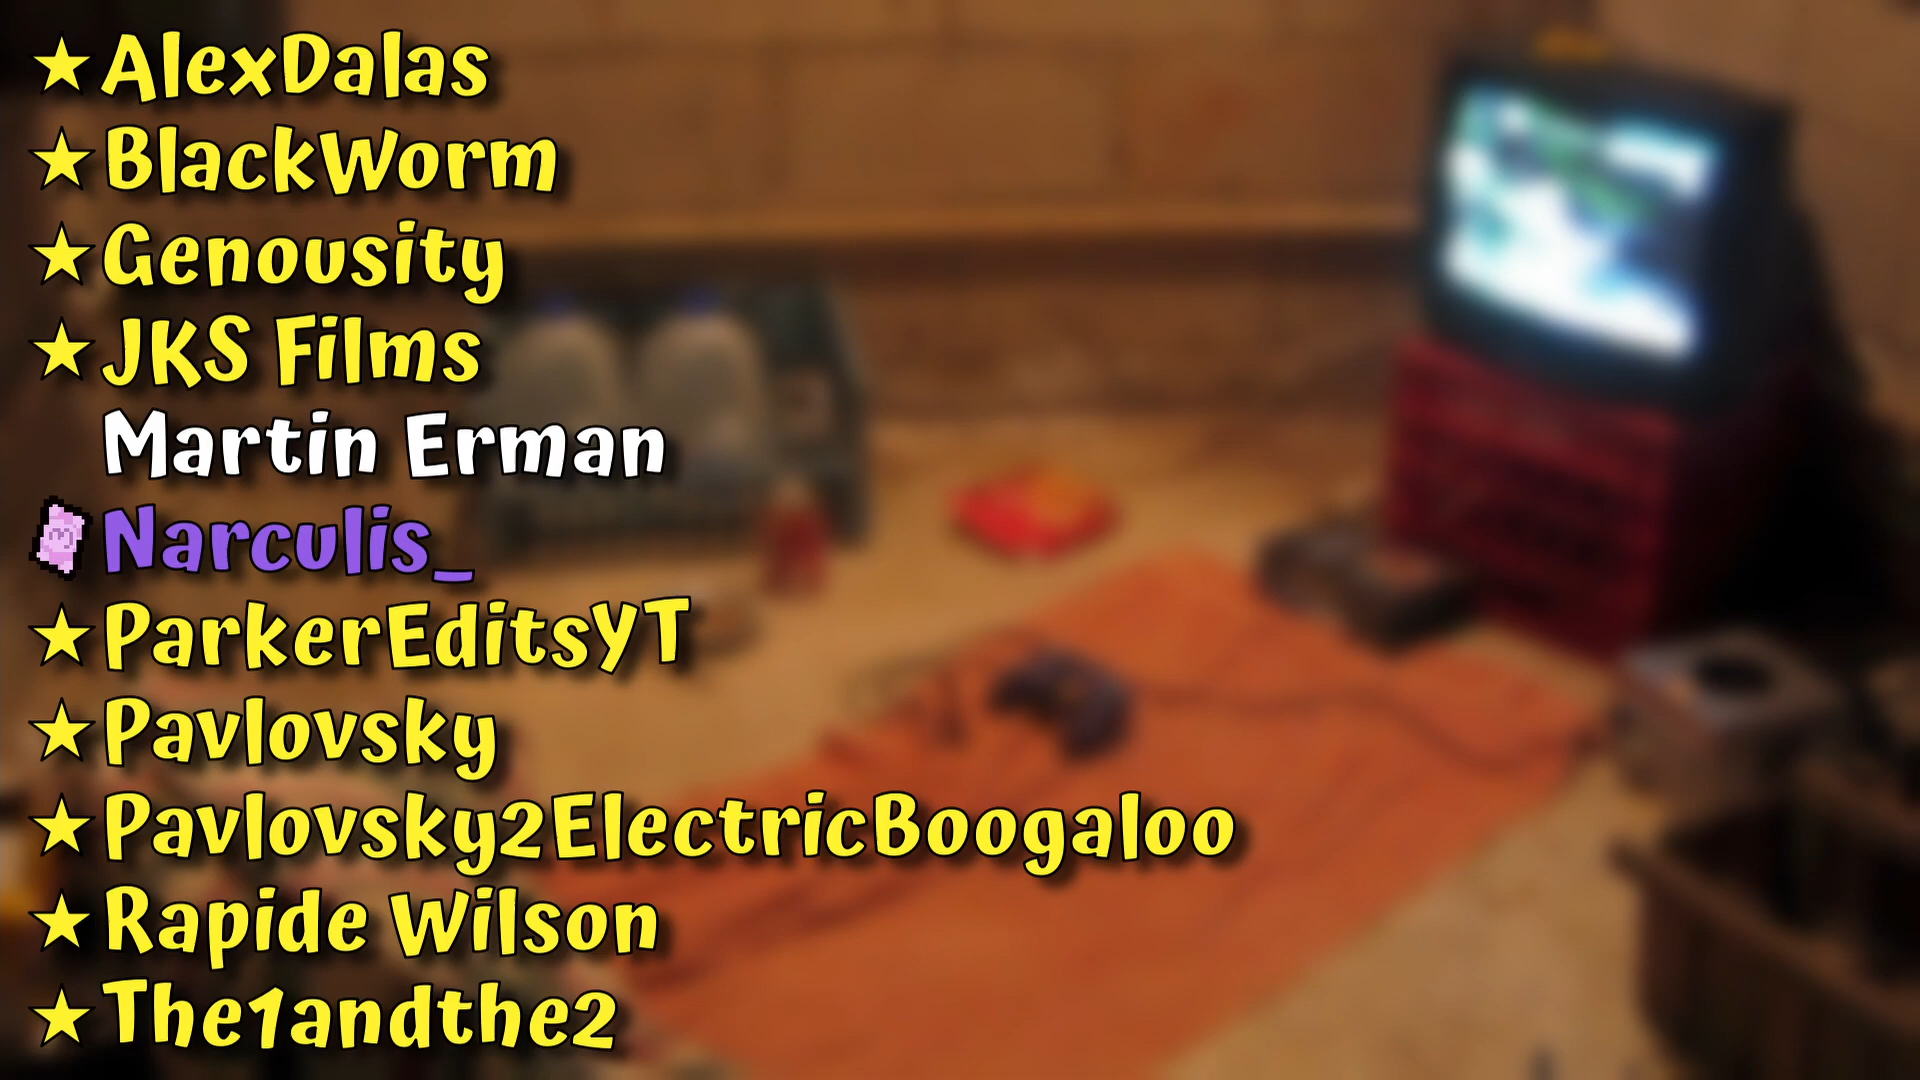 ★AlexDalas
★BlackWorm
★Genousity
★JKS Films
Martin Erman
Narculis_
★ParkerEditsYT
★Pavlovsky
★Pavlovsky2ElectricBoogaloo
★Rapide Wilson
★The1andthe2